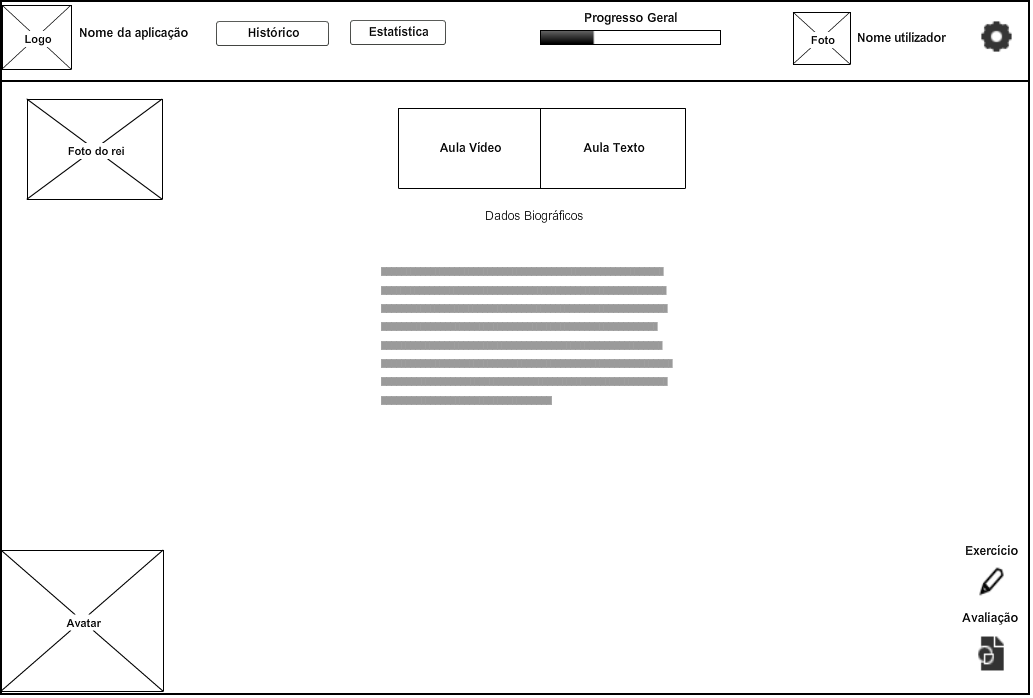 Logo
Nome da aplicação
Histórico
Estatística
Progresso Geral
Foto
Nome utilizador
Foto do rei
Aula Vídeo
Aula Texto
Dados Biográficos
Avatar
Exercício
Avaliação